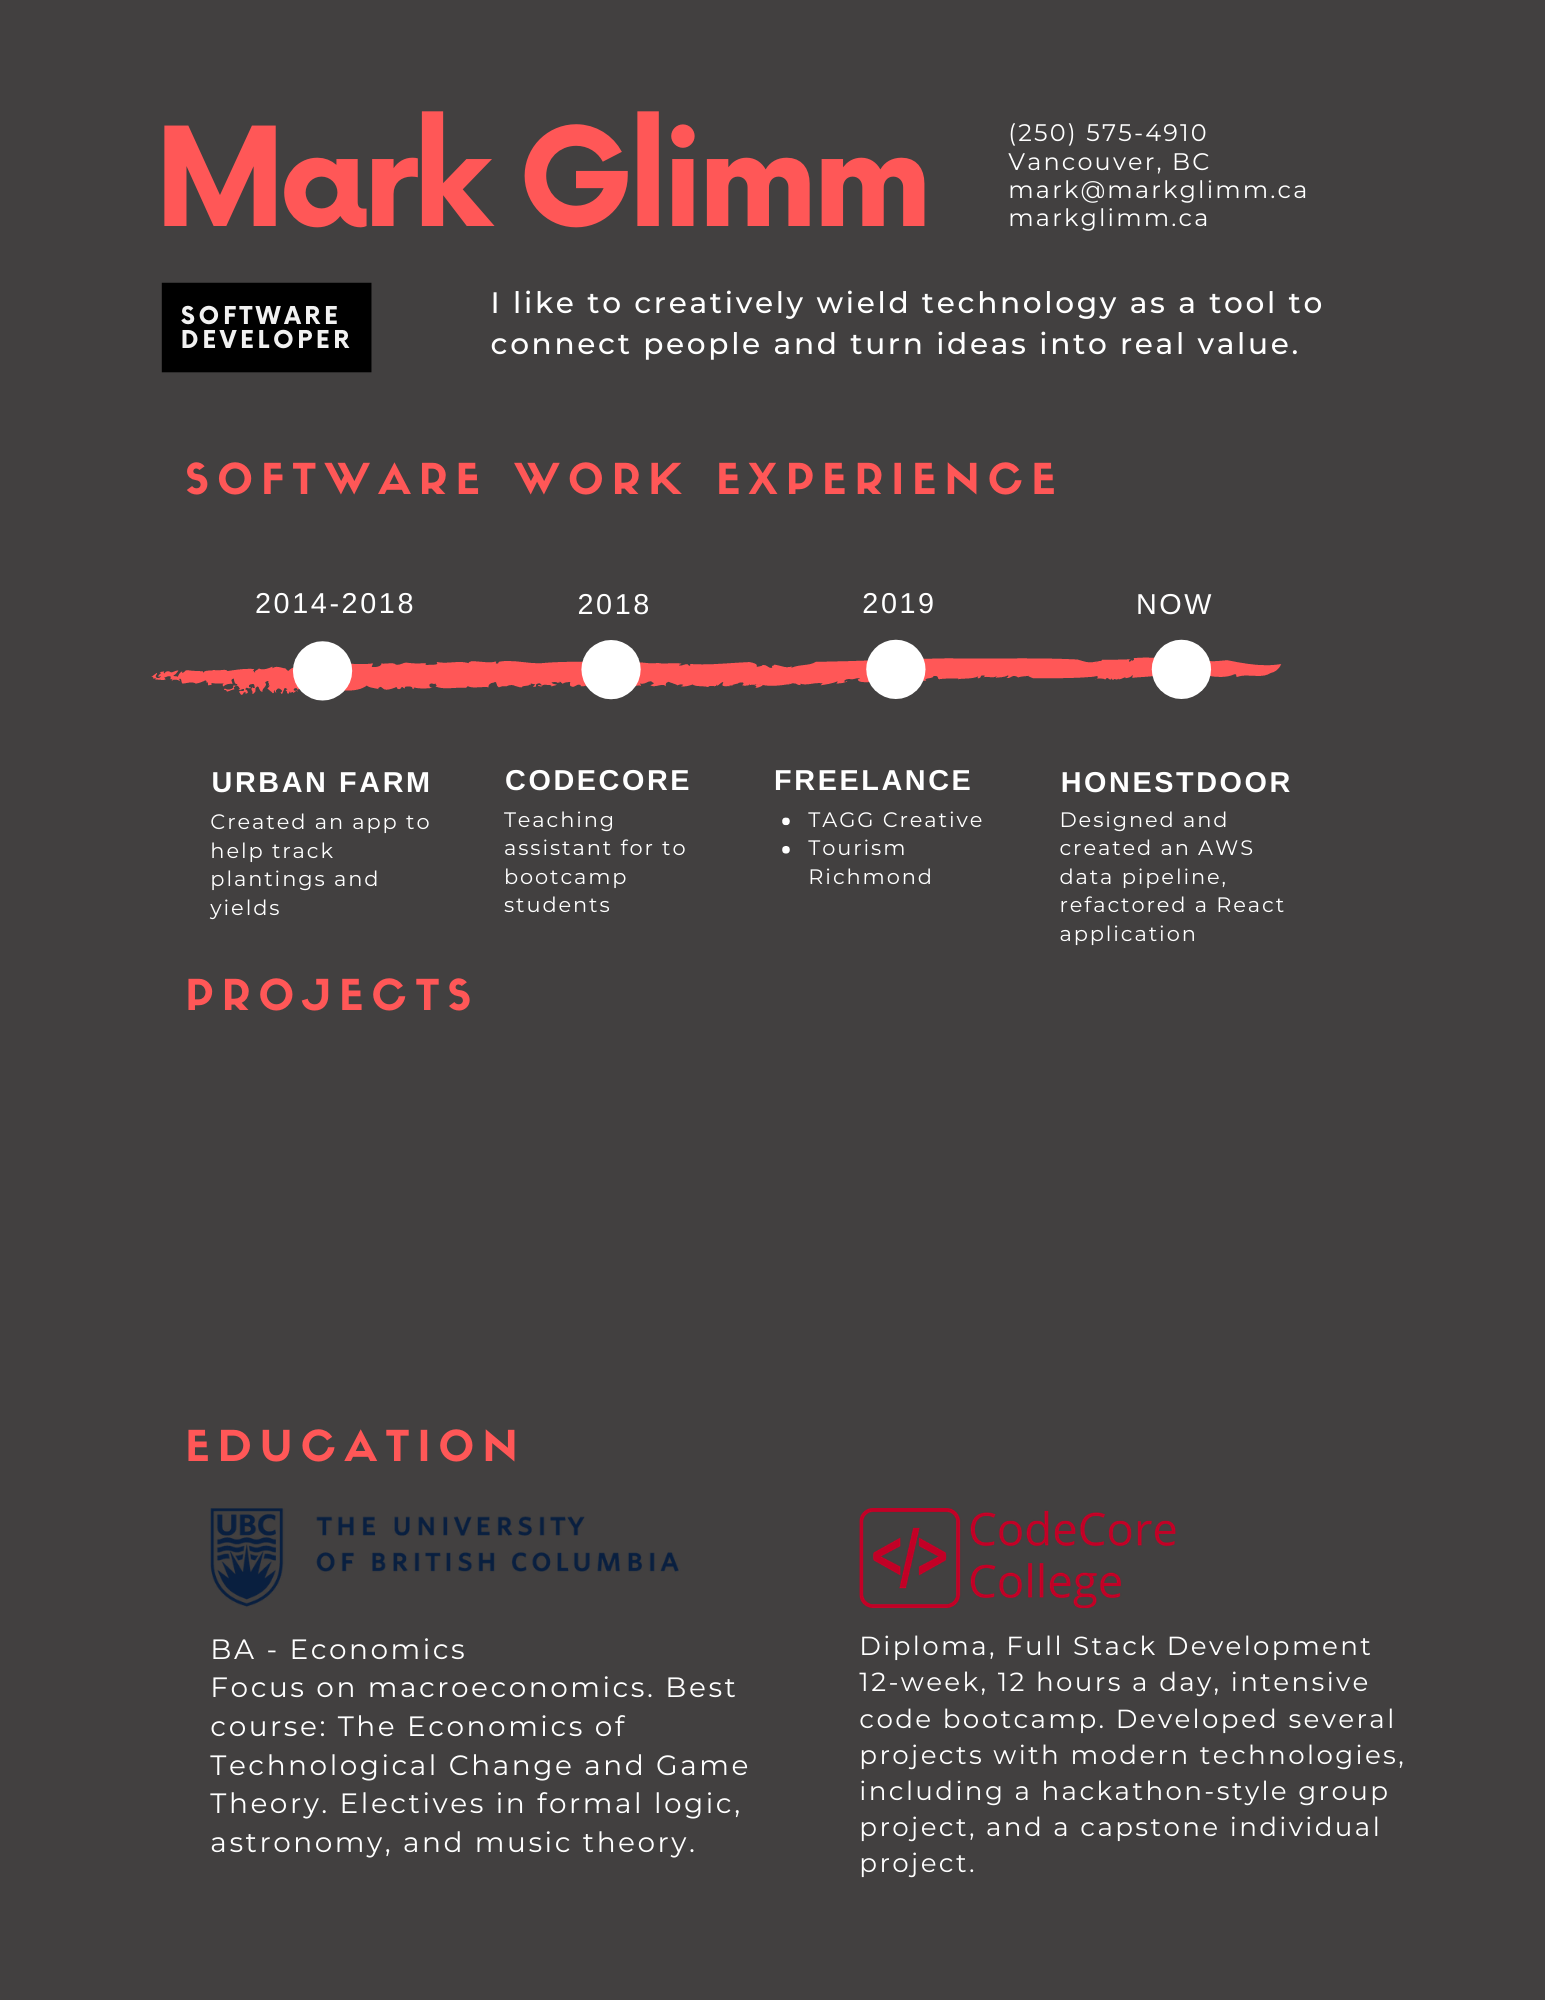 Mark Glimm
(250) 575-4910
Vancouver, BC
mark@markglimm.ca
markglimm.ca
SOFTWARE
DEVELOPER
I like to creatively wield technology as a tool to
connect people and turn ideas into real value.
SOFTWARE WORK EXPERIENCE
2014-2018
2018
2019
NOW
URBAN FARM
Created an app to
help track
plantings and
yields
CODECORE
Teaching
assistant for to
bootcamp
students
FREELANCE
• TAGG Creative
• Tourism
Richmond
HONESTDOOR
Designed and
created an AWS
data pipeline,
refactored a React
application
PROJECTS
EDUCATION
UBC
THE UNIVERSITY
OF BRITISH COLUMBIA
BA - Economics
Focus on macroeconomics. Best
course: The Economics of
Technological Change and Game
Theory. Electives in formal logic,
astronomy, and music theory.
</>
CodeCore
College
Diploma, Full Stack Development
12-week, 12 hours a day, intensive
code bootcamp. Developed several
projects with modern technologies,
including a hackathon-style group
project, and a capstone individual
project.